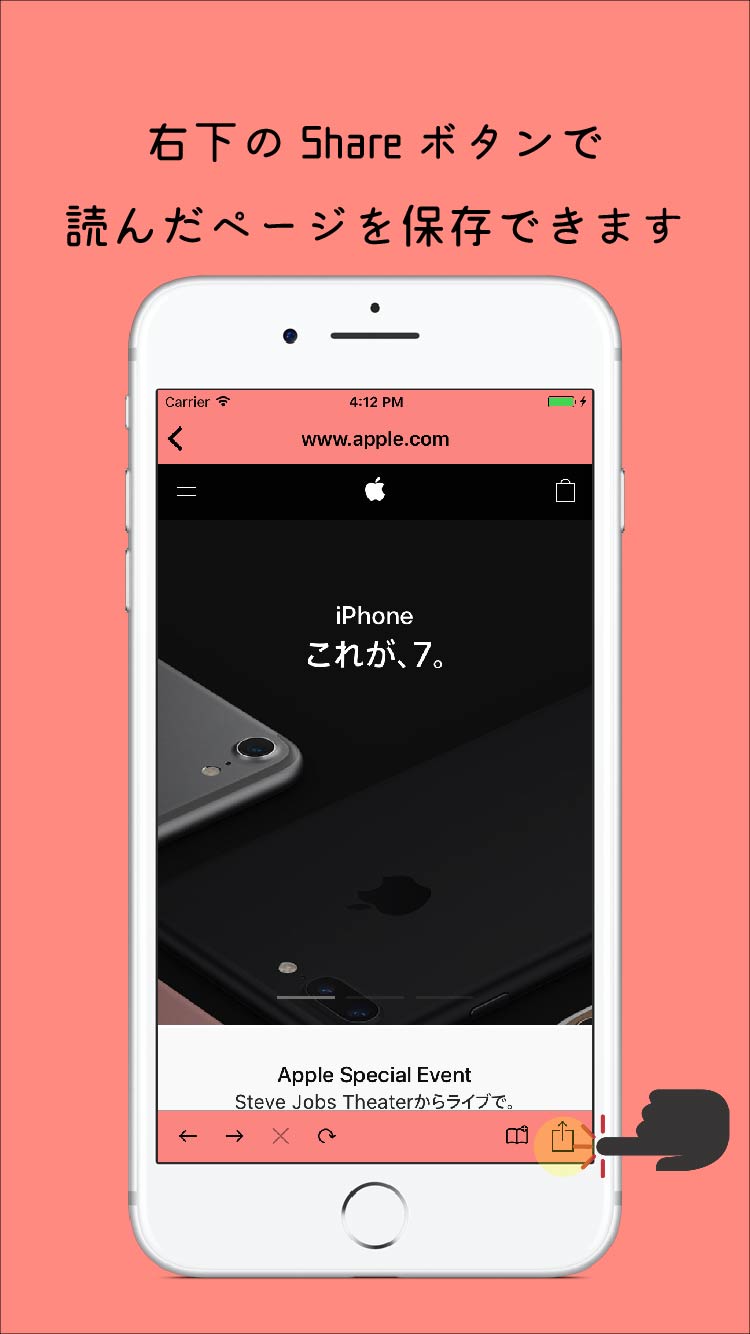 右下の Share ボタンで
読んだページを保存できます
Carrier 4:12 PM
www.apple.com
iPhone
これが、7。
Apple Special Event
Steve Jobs Theaterからライブで。